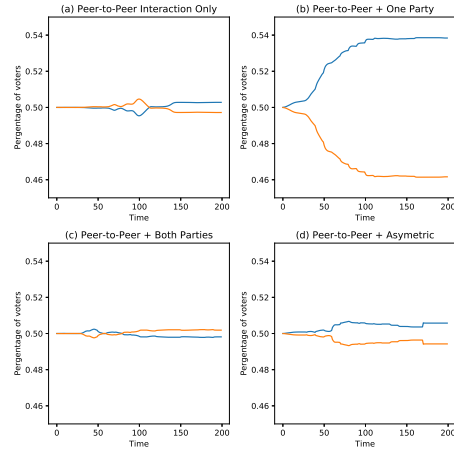 (a) Peer-to-Peer Interaction Only
Percentage of voters
0.54
0.52
0.50
0.48
0.46
0 50 100 150 200
Time
(b) Peer-to-Peer + One Party
Percentage of voters
0.54
0.52
0.50
0.48
0.46
0 50 100 150 200
Time
(c) Peer-to-Peer + Both Parties
Percentage of voters
0.54
0.52
0.50
0.48
0.46
0 50 100 150 200
Time
(d) Peer-to-Peer + Asymetric
Percentage of voters
0.54
0.52
0.50
0.48
0.46
0 50 100 150 200
Time